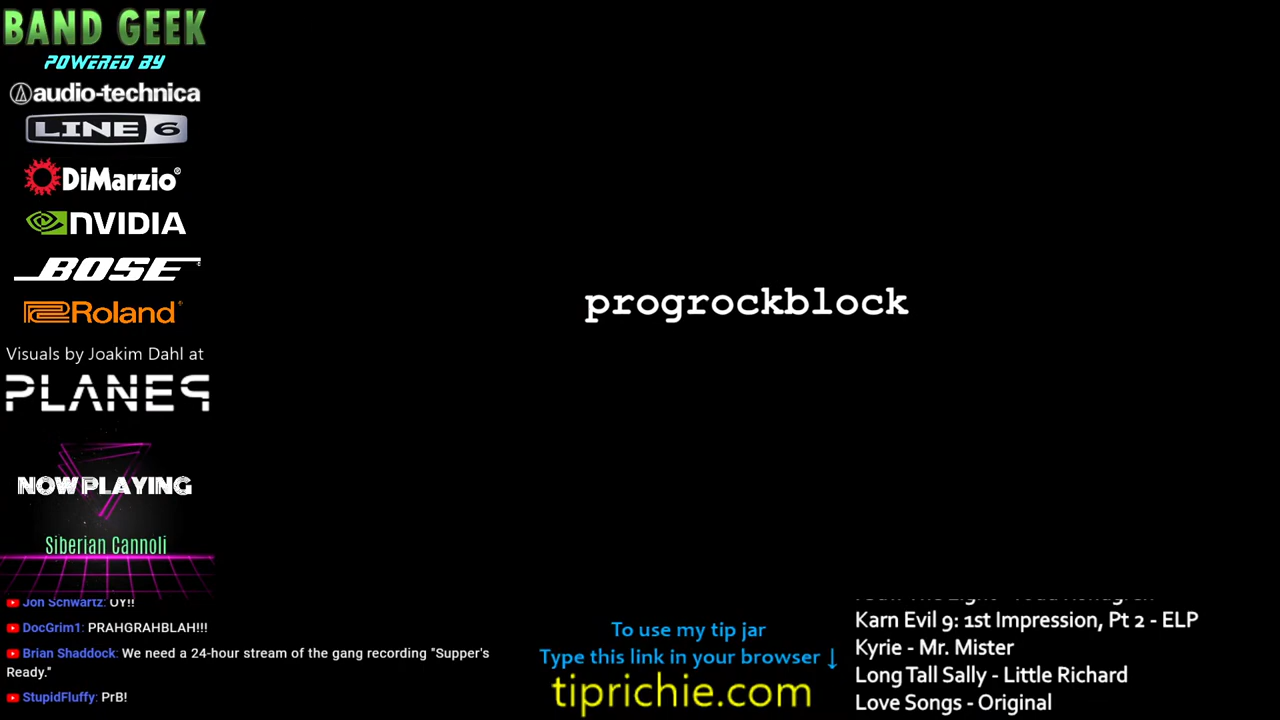 BAND GEEK
POWERED BY
audio-technica
LINE 6
DiMarzio®
NVIDIA
BOSE
Roland
Visuals by Joakim Dahl at
PLANE9
NOW PLAYING
Siberian Cannoli
Jon Schwartz: OY!!
DocGrim1: PRAHGRAHBLAH!!!
Brian Shaddock: We need a 24-hour stream of the gang recording "Supper's
Ready."
StupidFluffy: PrB!
progrockblock
To use my tip jar
Type this link in your browser ↓
tiprichie.com
Karn Evil 9: 1st Impression, Pt 2 - ELP
Kyrie - Mr. Mister
Long Tall Sally - Little Richard
Love Songs - Original